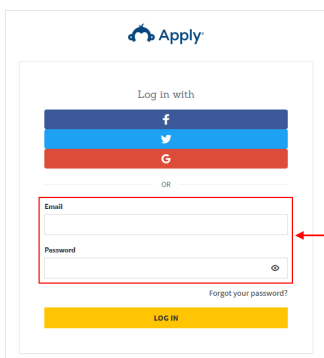 Apply
Log in with
f
G
OR
Email
Password
Forgot your password?
LOG IN